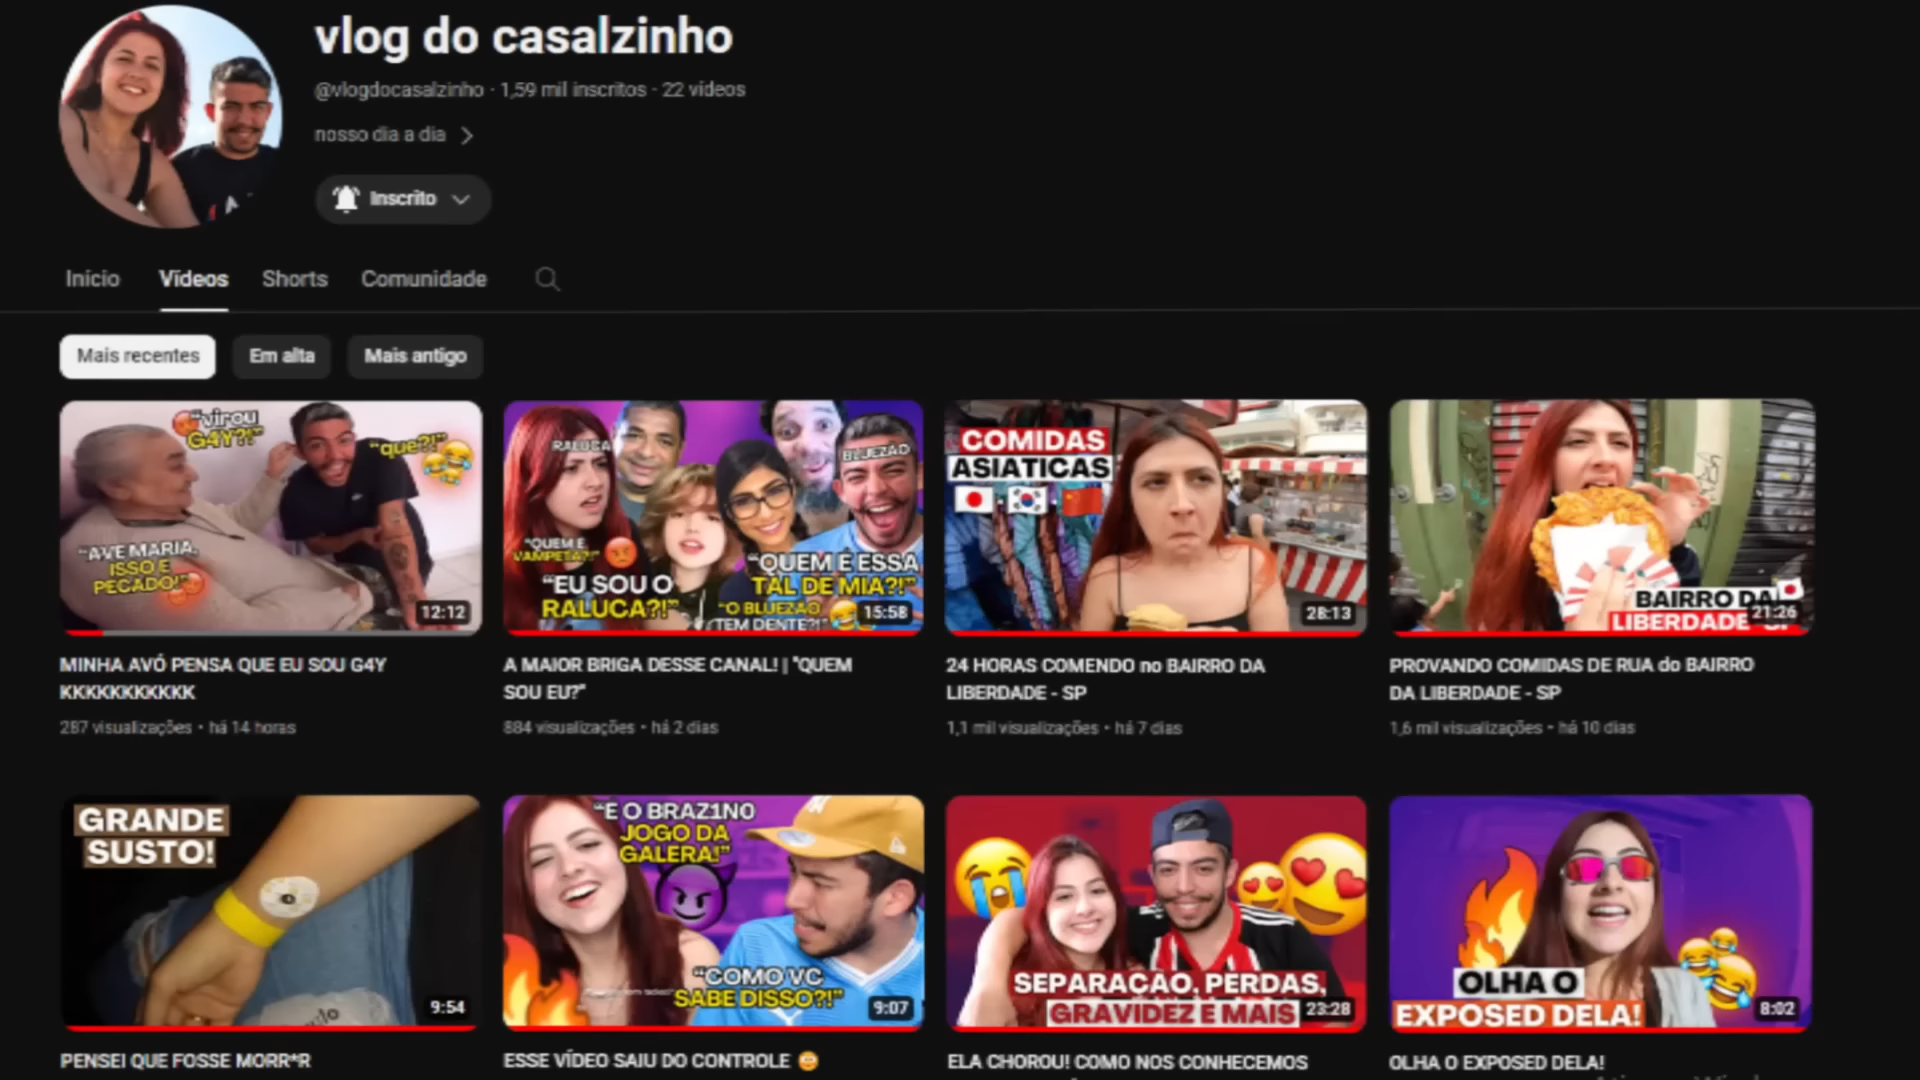 vlog do casalzinho
@vlogdocasalzinho · 1,59 mil inscritos · 22 vídeos
nosso dia a dia
Inscrito
Início Vídeos Shorts Comunidade
Mais recentes Em alta Mais antigo
"virou
G4Y?!"
"que?!"
"AVE MARIA,
ISSO É
PECADO!"
12:12
RALUCA
BLUEZÃO
"QUEM É
VAMPETA?!"
"EU SOU O
RALUCA?!"
"QUEM É ESSA
TAL DE MIA?!"
"O BLUEZÃO
TEM DENTE?!"
15:58
COMIDAS
ASIATICAS
28:13
BAIRRO DA
LIBERDADE - SP
21:26
MINHA AVÓ PENSA QUE EU SOU G4Y
KKKKKKKKKKK
287 visualizações · há 14 horas
A MAIOR BRIGA DESSE CANAL! | "QUEM
SOU EU?"
884 visualizações · há 2 dias
24 HORAS COMENDO no BAIRRO DA
LIBERDADE - SP
1,1 mil visualizações · há 7 dias
PROVANDO COMIDAS DE RUA do BAIRRO
DA LIBERDADE - SP
1,6 mil visualizações · há 10 dias
GRANDE
SUSTO!
9:54
"É O BRAZ1NO
JOGO DA
GALERA!"
"COMO VC
SABE DISSO?!"
9:07
SEPARAÇÃO, PERDAS,
GRAVIDEZ E MAIS
23:28
OLHA O
EXPOSED DELA!
8:02
PENSEI QUE FOSSE MORR*R
ESSE VÍDEO SAIU DO CONTROLE 😳
ELA CHOROU! COMO NOS CONHECEMOS
OLHA O EXPOSED DELA!